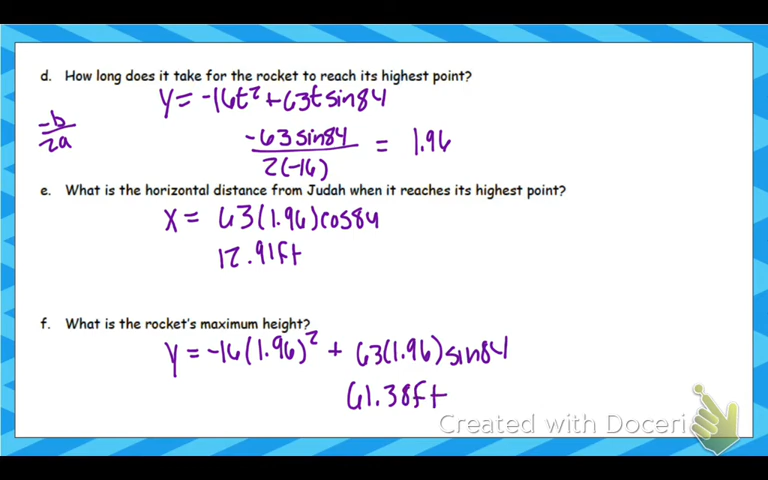 d. How long does it take for the rocket to reach its highest point?
y = -16t² + 63t sin84
-b/2a
-63 sin84 / 2(-16) = 1.96
e. What is the horizontal distance from Judah when it reaches its highest point?
x = 63(1.96)cos84
12.91ft
f. What is the rocket's maximum height?
y = -16(1.96)² + 63(1.96)sin84
61.38ft
Created with Doceri